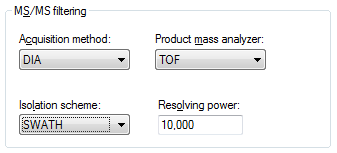 MS/MS filtering
Acquisition method: Product mass analyzer:
DIA TOF
Isolation scheme: Resolving power:
SWATH 10,000